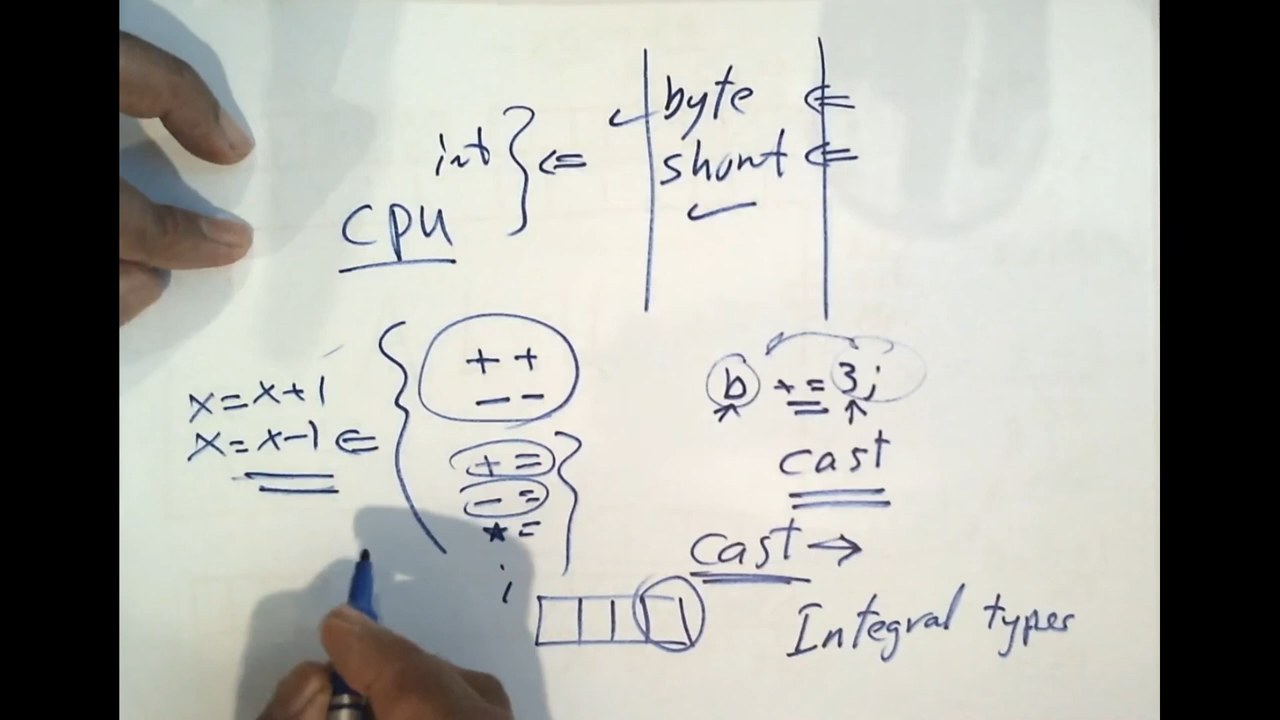 byte ⇐
int } ⇐ short ⇐
CPU
++
--
x=x+1
x=x-1 ⇐
+=
-=
*=
b += 3;
cast
cast →
i
Integral types